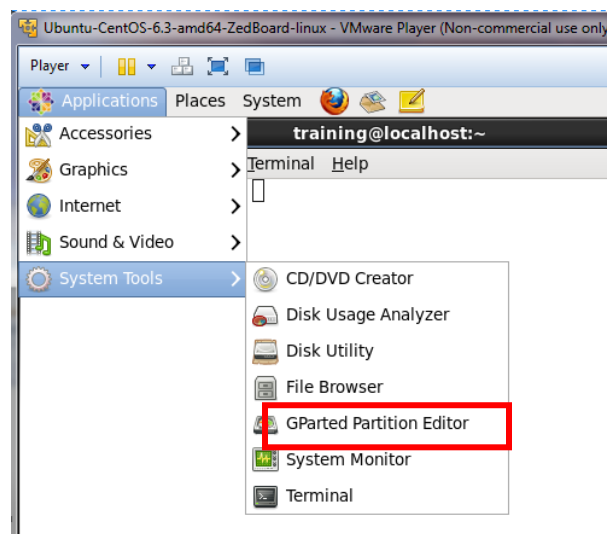 Ubuntu-CentOS-6.3-amd64-ZedBoard-linux - VMware Player (Non-commercial use only
Player
Applications Places System
Accessories
training@localhost:~
Graphics
Terminal Help
Internet
Sound & Video
System Tools
CD/DVD Creator
Disk Usage Analyzer
Disk Utility
File Browser
GParted Partition Editor
System Monitor
Terminal